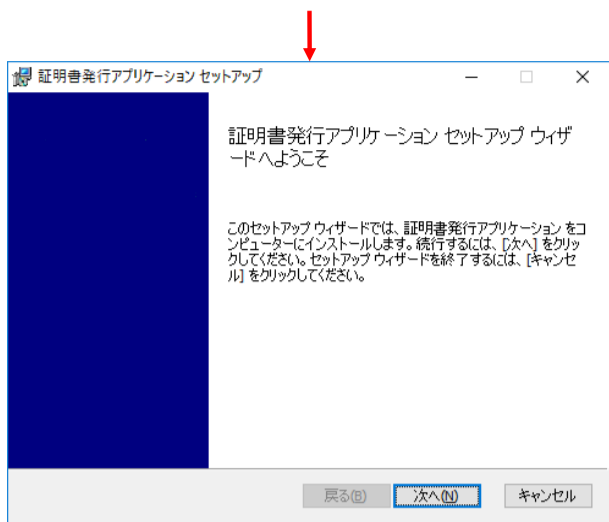 証明書発行アプリケーション セットアップ
証明書発行アプリケーション セットアップ ウィザ
ードへようこそ
このセットアップ ウィザードでは、証明書発行アプリケーション をコ
ンピューターにインストールします。続行するには、[次へ] をクリッ
クしてください。セットアップ ウィザードを終了するには、[キャンセ
ル] をクリックしてください。
戻る(B) 次へ(N) キャンセル